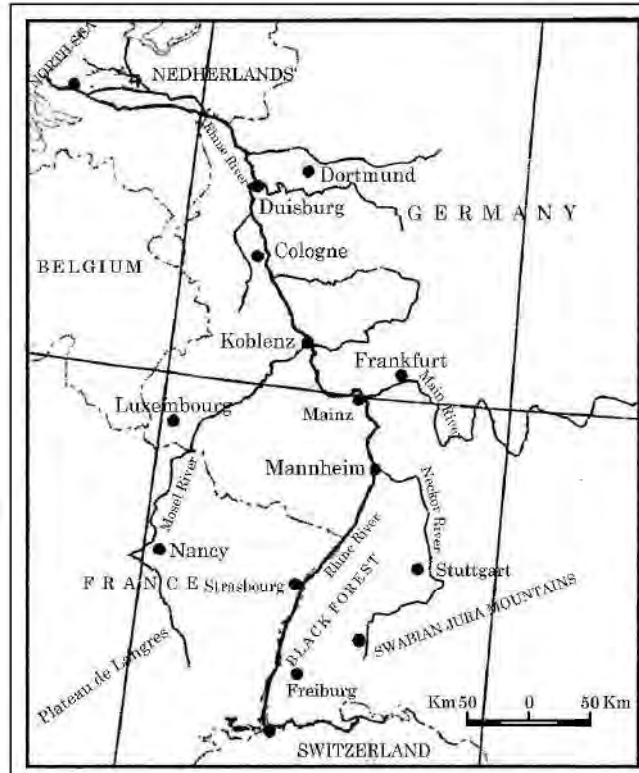 NORTH SEA
NEDHERLANDS
Rhine River
Dortmund
Duisburg
GERMANY
Cologne
BELGIUM
Koblenz
Frankfurt
Main River
Luxembourg
Mainz
Mannheim
Mosel River
Neckor River
Nancy
Rhine River
FRANCE
Strasbourg
Stuttgart
BLACK FOREST
SWABIAN JURA MOUNTAINS
Plateau de Langres
Freiburg
Km 50 0 50 Km
SWITZERLAND